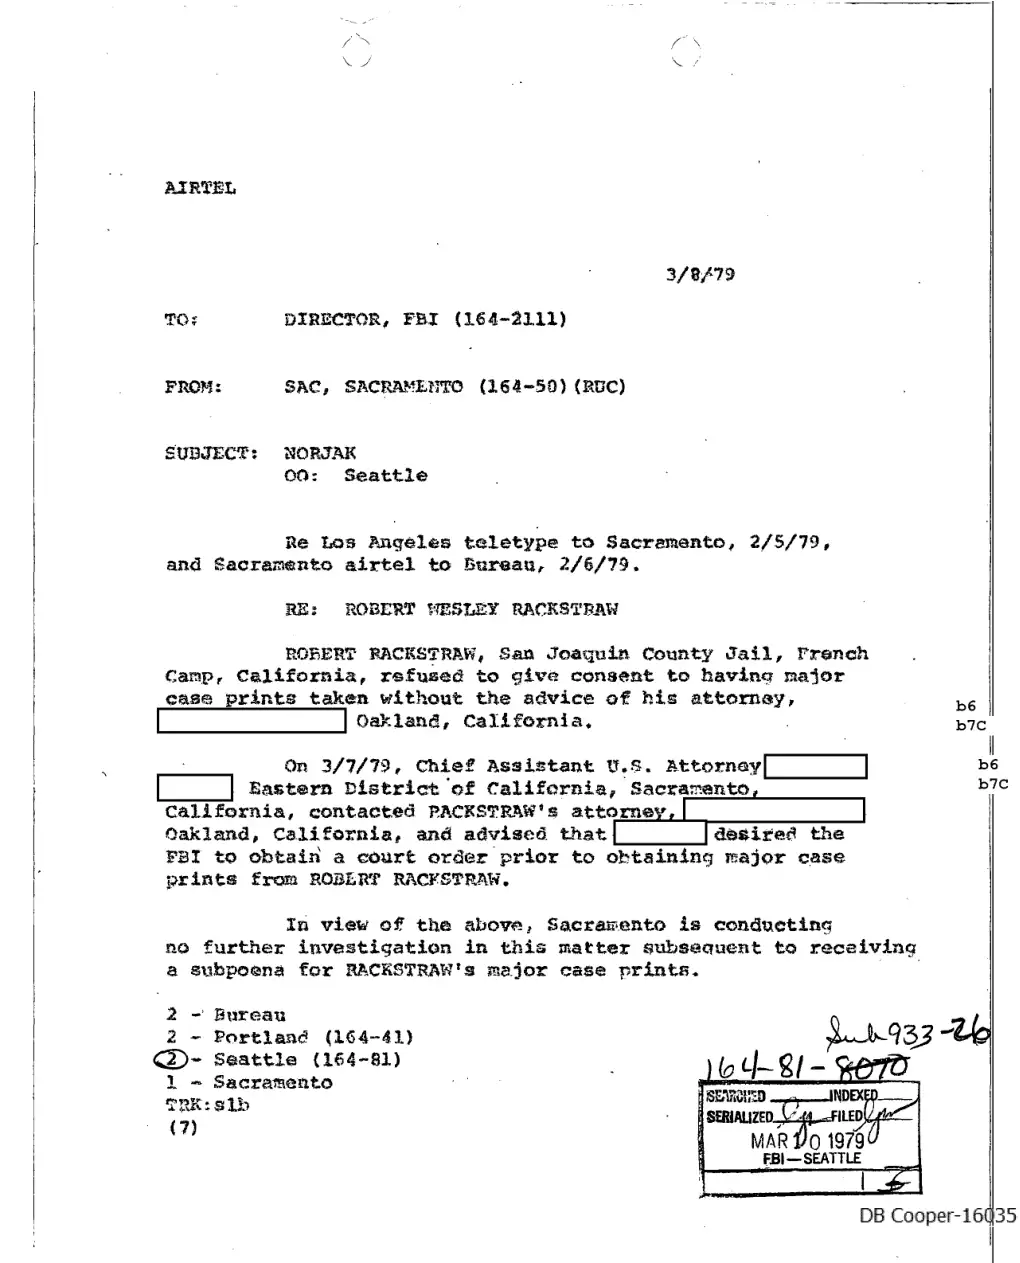 AIRTEL
3/8/79
TO: DIRECTOR, FBI (164-2111)
FROM: SAC, SACRAMENTO (164-50)(RUC)
SUBJECT: NORJAK
OO: Seattle
Re Los Angeles teletype to Sacramento, 2/5/79,
and Sacramento airtel to Bureau, 2/6/79.
RE: ROBERT WESLEY RACKSTRAW
ROBERT RACKSTRAW, San Joaquin County Jail, French
Camp, California, refused to give consent to having major
case prints taken without the advice of his attorney,
Oakland, California.
b6
b7C
On 3/7/79, Chief Assistant U.S. Attorney
Eastern District of California, Sacramento,
California, contacted RACKSTRAW's attorney,
Oakland, California, and advised that desired the
FBI to obtain a court order prior to obtaining major case
prints from ROBERT RACKSTRAW.
b6
b7C
In view of the above, Sacramento is conducting
no further investigation in this matter subsequent to receiving
a subpoena for RACKSTRAW's major case prints.
2 - Bureau
2 - Portland (164-41)
2 - Seattle (164-81)
1 - Sacramento
TRK:slb
(7)
Sub 933-26
164-81-8070
SEARCHED INDEXED
SERIALIZED FILED
MAR 10 1979
FBI—SEATTLE
DB Cooper-16035